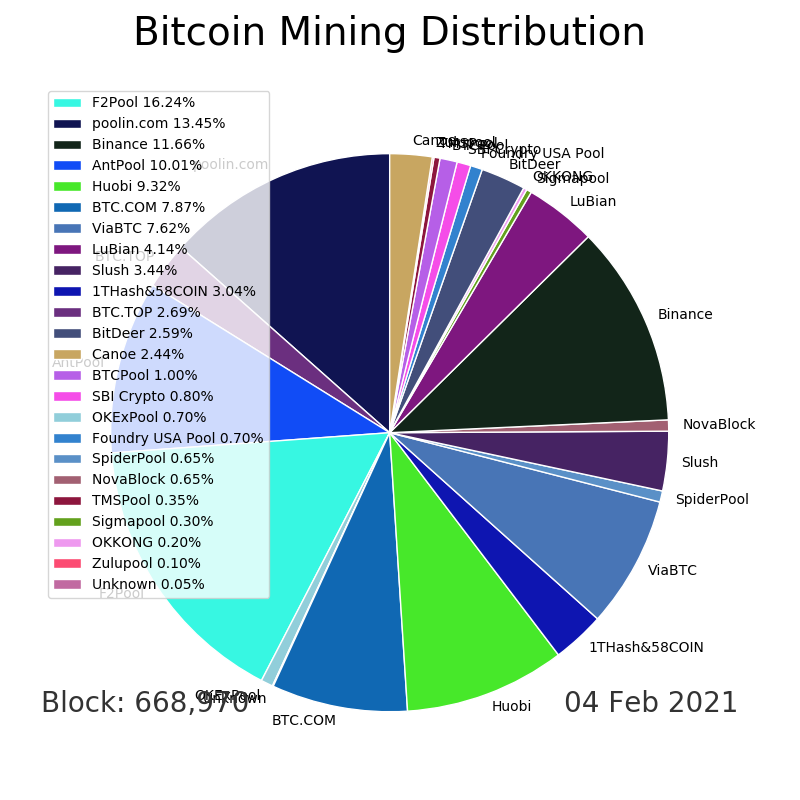 Bitcoin Mining Distribution
F2Pool 16.24%
poolin.com 13.45%
Binance 11.66%
AntPool 10.01%
Huobi 9.32%
BTC.COM 7.87%
ViaBTC 7.62%
LuBian 4.14%
Slush 3.44%
1THash&58COIN 3.04%
BTC.TOP 2.69%
BitDeer 2.59%
Canoe 2.44%
BTCPool 1.00%
SBI Crypto 0.80%
OKExPool 0.70%
Foundry USA Pool 0.70%
SpiderPool 0.65%
NovaBlock 0.65%
TMSPool 0.35%
Sigmapool 0.30%
OKKONG 0.20%
Zulupool 0.10%
Unknown 0.05%
poolin.com
BTC.TOP
AntPool
F2Pool
OKExPool
Unknown
BTC.COM
Huobi
1THash&58COIN
ViaBTC
SpiderPool
Slush
NovaBlock
Binance
LuBian
Sigmapool
OKKONG
BitDeer
Foundry USA Pool
SBI Crypto
Canoe
Block: 668,970
04 Feb 2021